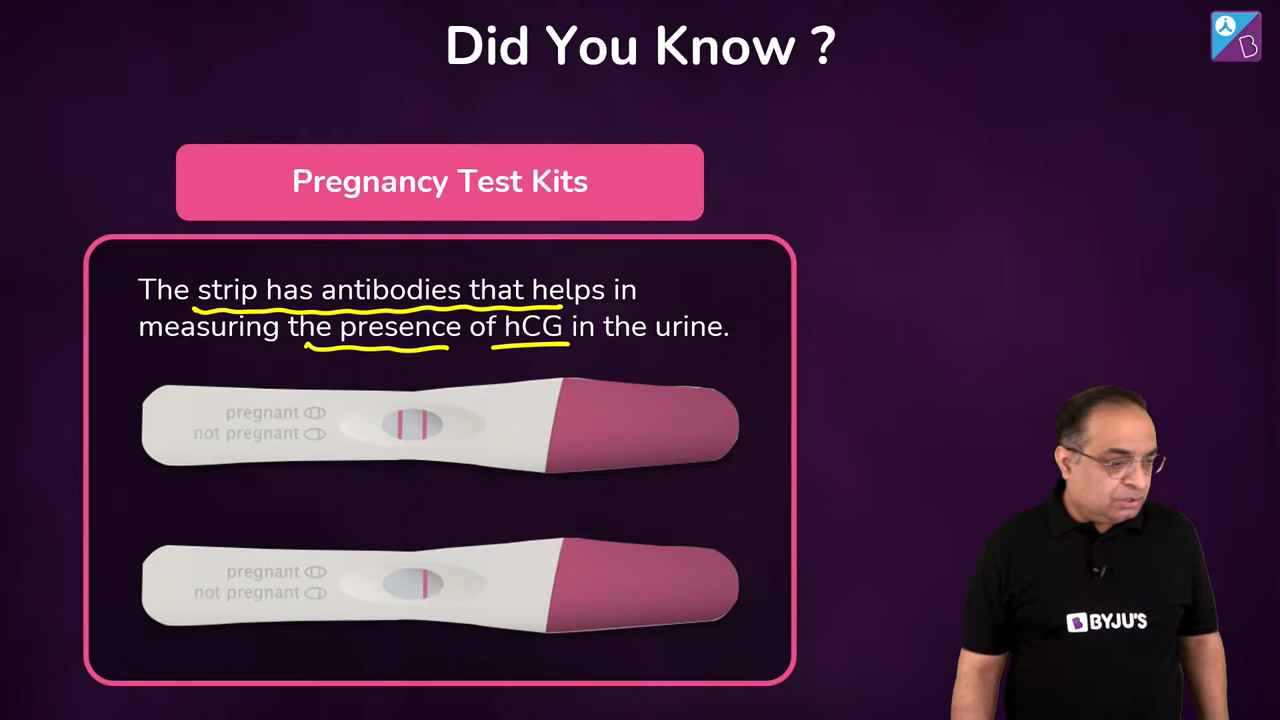 Did You Know ?
B
Pregnancy Test Kits
The strip has antibodies that helps in
measuring the presence of hCG in the urine.
pregnant
not pregnant
pregnant
not pregnant
BYJU'S